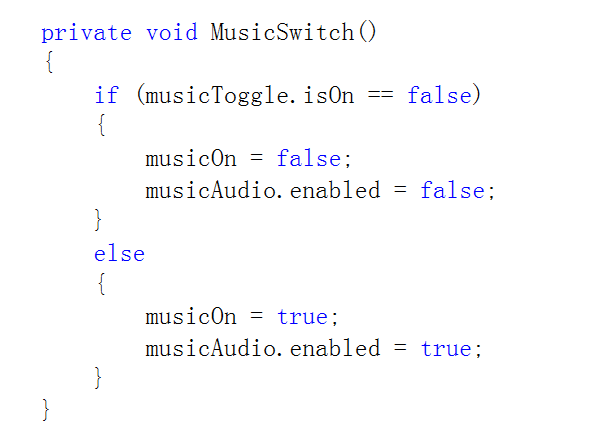 private void MusicSwitch()
{
    if (musicToggle.isOn == false)
    {
        musicOn = false;
        musicAudio.enabled = false;
    }
    else
    {
        musicOn = true;
        musicAudio.enabled = true;
    }
}